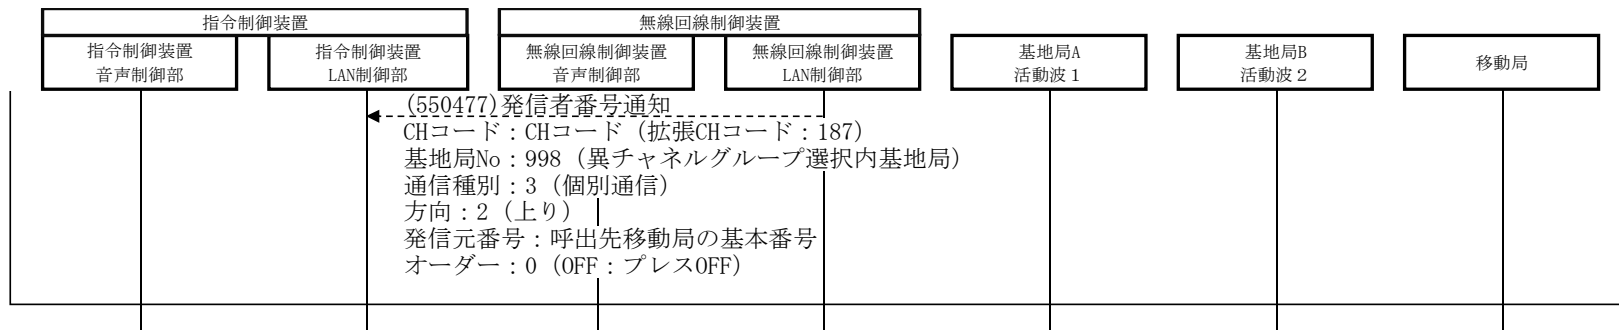 指令制御装置
無線回線制御装置
指令制御装置
音声制御部
指令制御装置
LAN制御部
無線回線制御装置
音声制御部
無線回線制御装置
LAN制御部
基地局A
活動波１
基地局B
活動波２
移動局
(550477)発信者番号通知
CHコード：CHコード（拡張CHコード：187）
基地局No：998（異チャネルグループ選択内基地局）
通信種別：3（個別通信）
方向：2（上り）
発信元番号：呼出先移動局の基本番号
オーダー：0（OFF：プレスOFF）